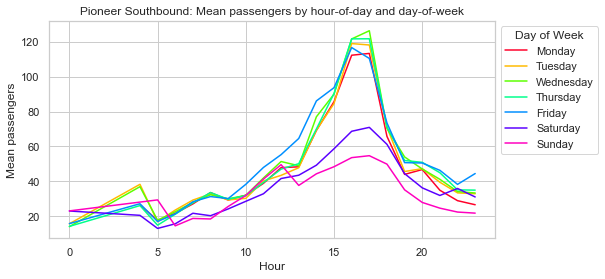 Pioneer Southbound: Mean passengers by hour-of-day and day-of-week
Mean passengers
120
100
80
60
40
20
0
5
10
15
20
Hour
Day of Week
Monday
Tuesday
Wednesday
Thursday
Friday
Saturday
Sunday